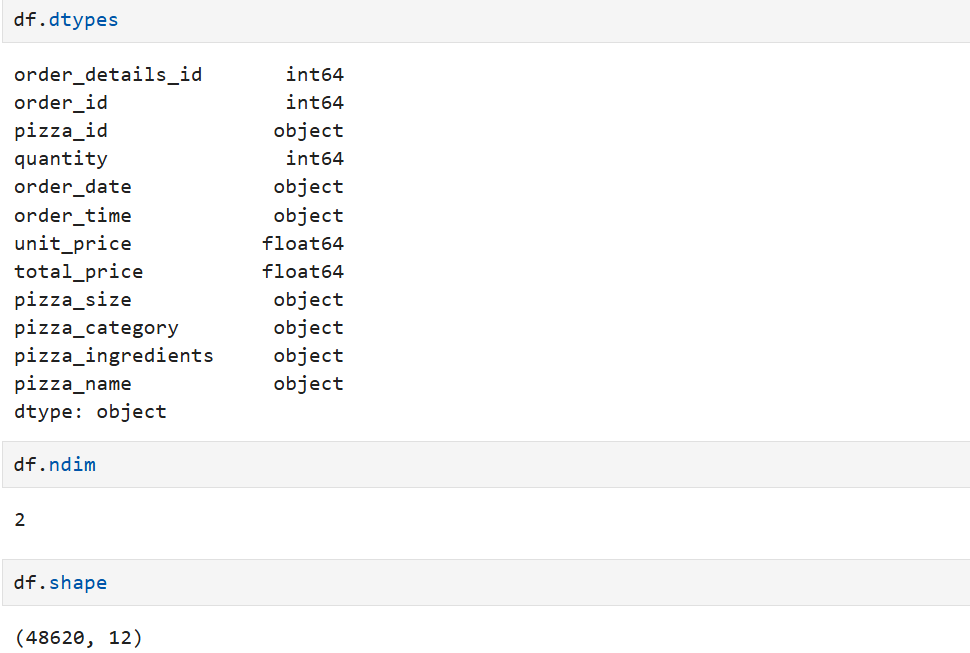 df.dtypes
order_details_id int64
order_id int64
pizza_id object
quantity int64
order_date object
order_time object
unit_price float64
total_price float64
pizza_size object
pizza_category object
pizza_ingredients object
pizza_name object
dtype: object
df.ndim
2
df.shape
(48620, 12)